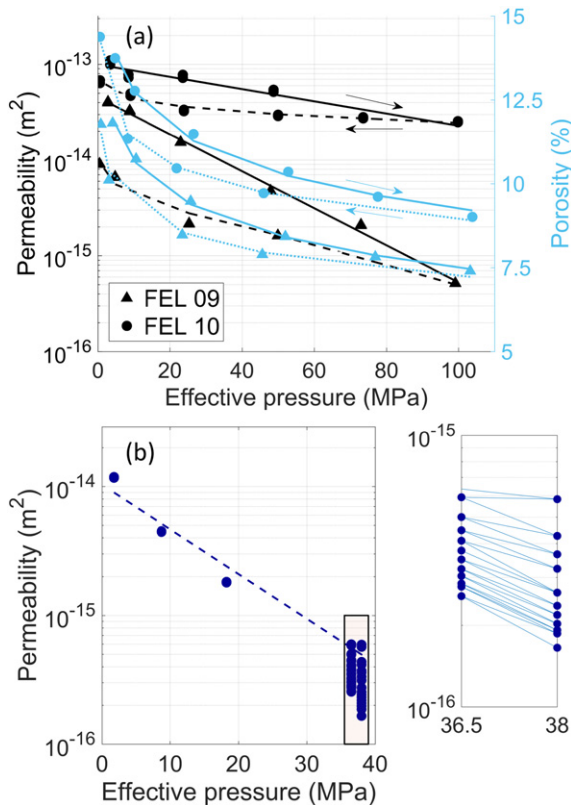 (a)
Permeability (m²)
10⁻¹³
10⁻¹⁴
10⁻¹⁵
10⁻¹⁶
15
12.5
10
7.5
5
Porosity (%)
FEL 09
FEL 10
0 20 40 60 80 100
Effective pressure (MPa)
(b)
Permeability (m²)
10⁻¹⁴
10⁻¹⁵
10⁻¹⁶
0 10 20 30 40
Effective pressure (MPa)
10⁻¹⁵
10⁻¹⁶
36.5 38